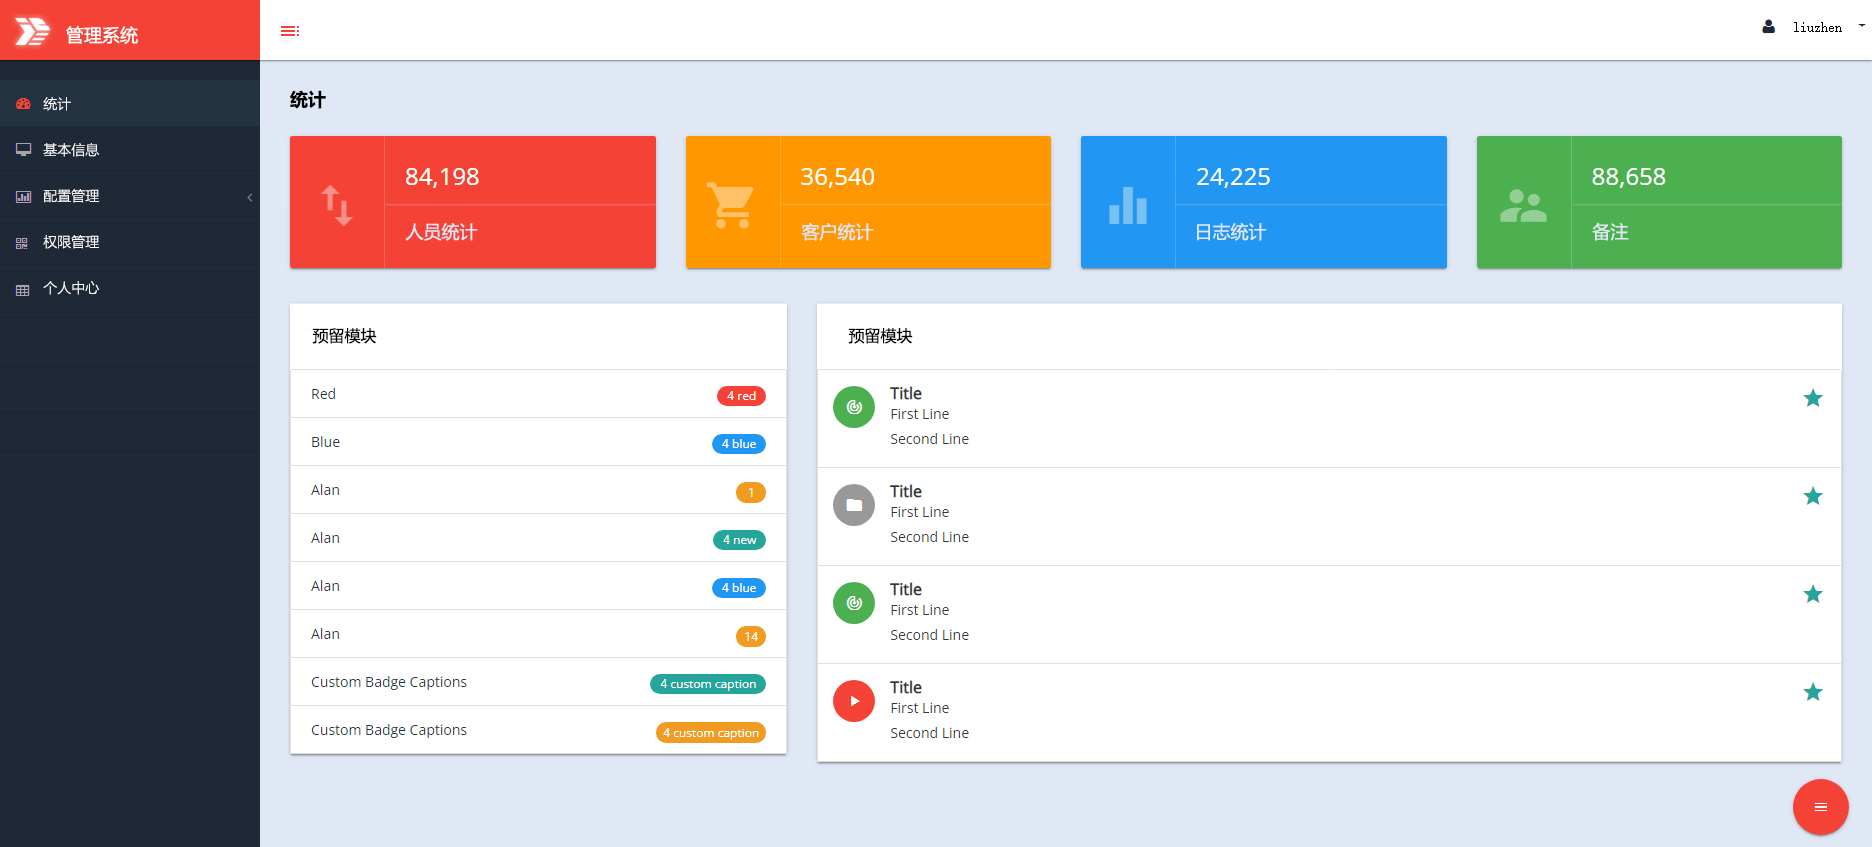 管理系统
liuzhen
统计
基本信息
配置管理
权限管理
个人中心
统计
84,198
人员统计
36,540
客户统计
24,225
日志统计
88,658
备注
预留模块
Red 4 red
Blue 4 blue
Alan 1
Alan 4 new
Alan 4 blue
Alan 14
Custom Badge Captions 4 custom caption
Custom Badge Captions 4 custom caption
预留模块
Title
First Line
Second Line
Title
First Line
Second Line
Title
First Line
Second Line
Title
First Line
Second Line